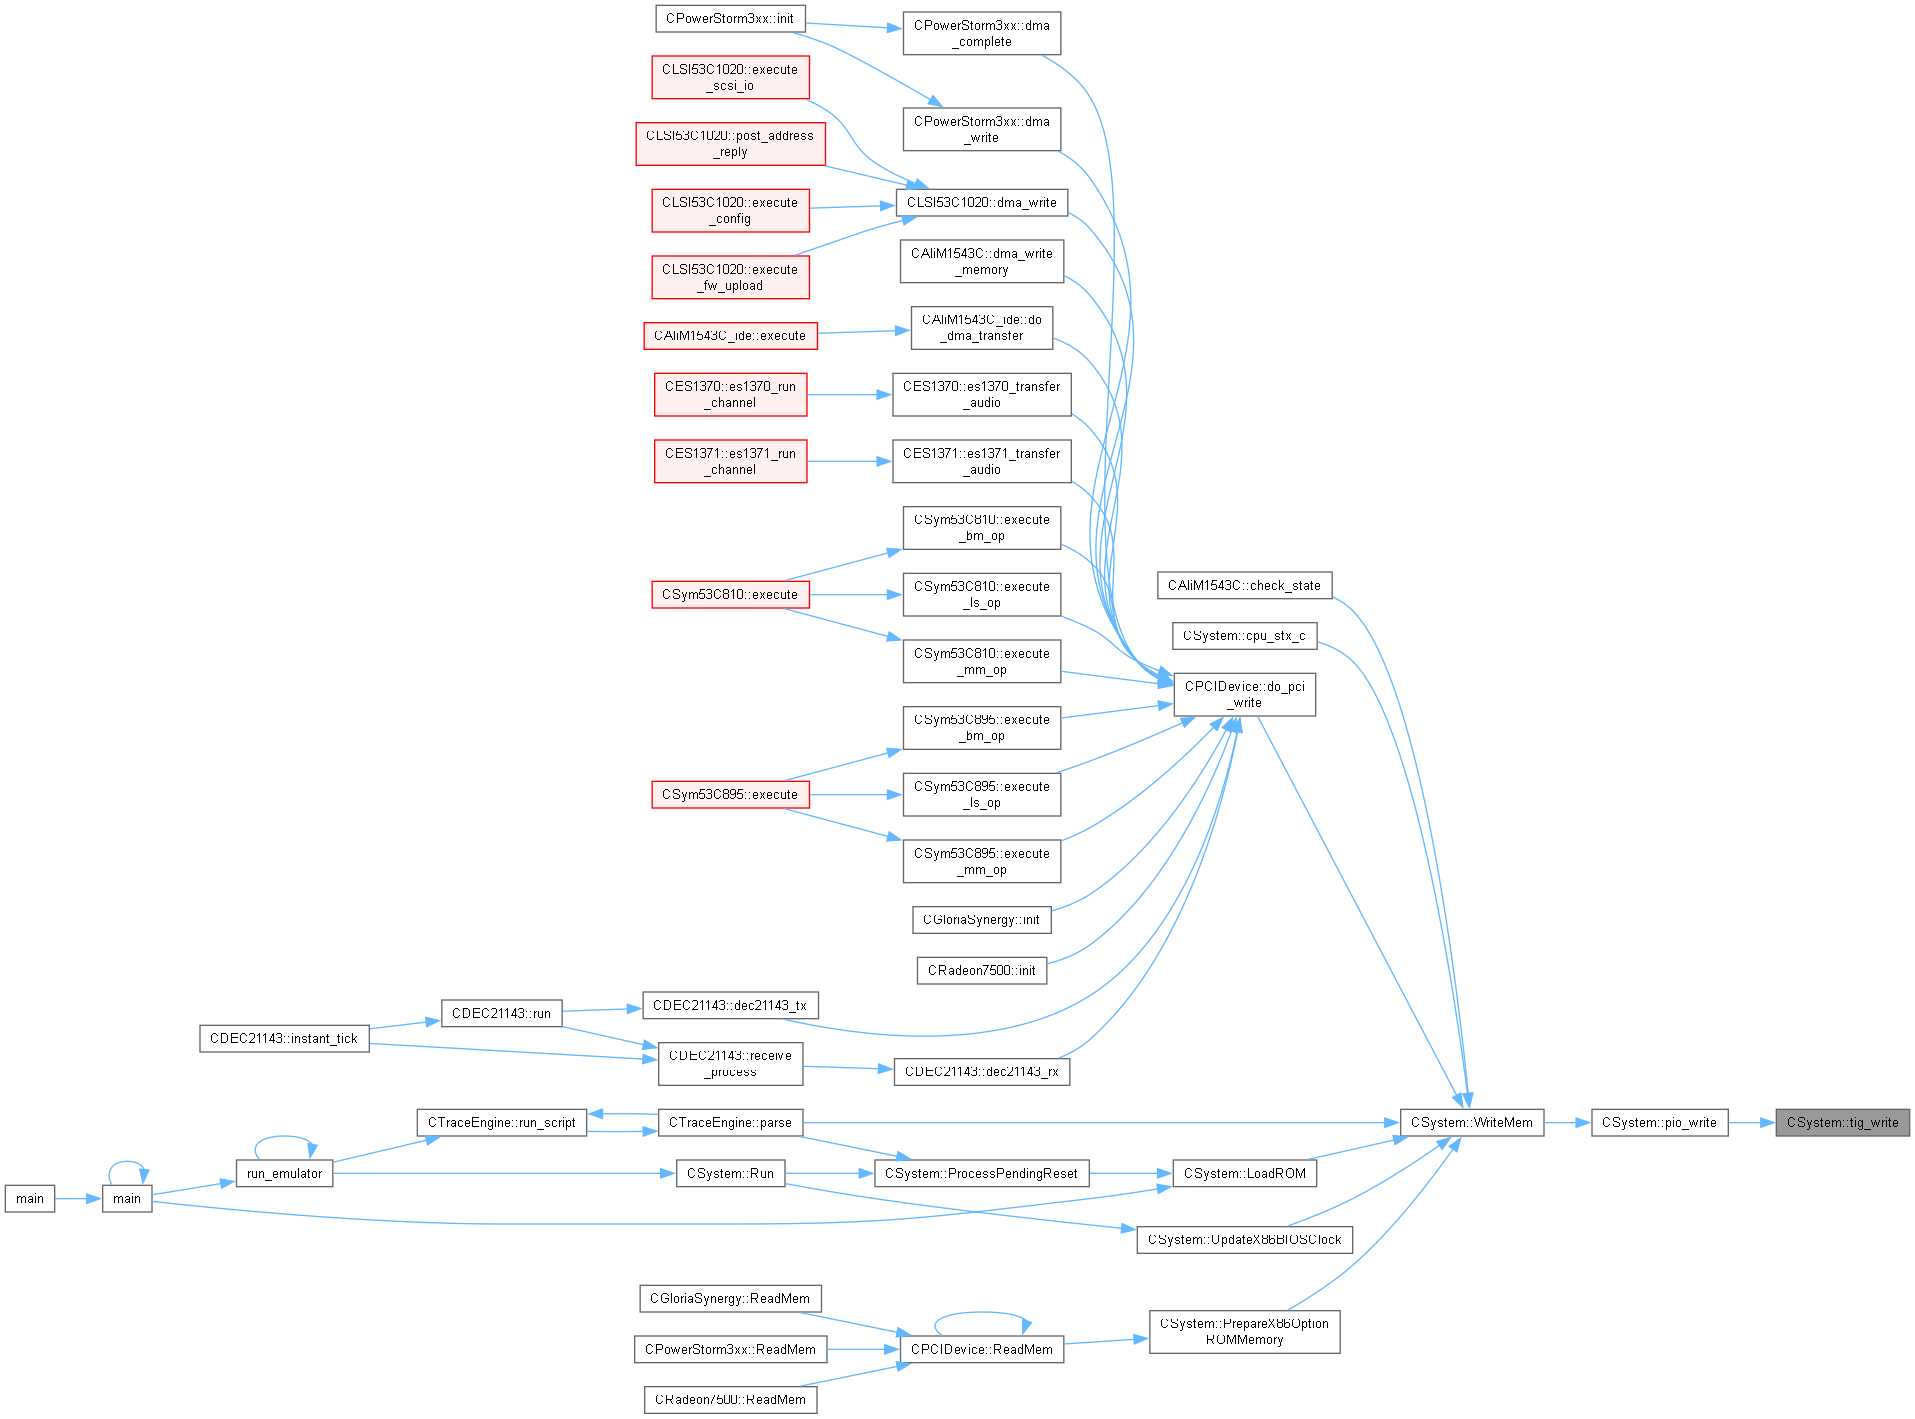 CPowerStorm3xx::init
CPowerStorm3xx::dma
_complete
CLSI53C1020::execute
_scsi_io
CPowerStorm3xx::dma
_write
CLSI53C1020::post_address
_reply
CLSI53C1020::execute
_config
CLSI53C1020::dma_write
CLSI53C1020::execute
_fw_upload
CAliM1543C::dma_write
_memory
CAliM1543C_ide::execute
CAliM1543C_ide::do
_dma_transfer
CES1370::es1370_run
_channel
CES1370::es1370_transfer
_audio
CES1371::es1371_run
_channel
CES1371::es1371_transfer
_audio
CSym53C810::execute
_bm_op
CSym53C810::execute
CSym53C810::execute
_ls_op
CSym53C810::execute
_mm_op
CAliM1543C::check_state
CSystem::cpu_stx_c
CPCIDevice::do_pci
_write
CSym53C895::execute
_bm_op
CSym53C895::execute
CSym53C895::execute
_ls_op
CSym53C895::execute
_mm_op
CGloriaSynergy::init
CRadeon7500::init
CDEC21143::dec21143_tx
CDEC21143::run
CDEC21143::instant_tick
CDEC21143::receive
_process
CDEC21143::dec21143_rx
CTraceEngine::run_script
CTraceEngine::parse
CSystem::WriteMem
CSystem::pio_write
CSystem::tig_write
run_emulator
CSystem::Run
CSystem::ProcessPendingReset
CSystem::LoadROM
main
main
CSystem::UpdateX86BIOSClock
CGloriaSynergy::ReadMem
CPowerStorm3xx::ReadMem
CPCIDevice::ReadMem
CSystem::PrepareX86Option
ROMMemory
CRadeon7500::ReadMem